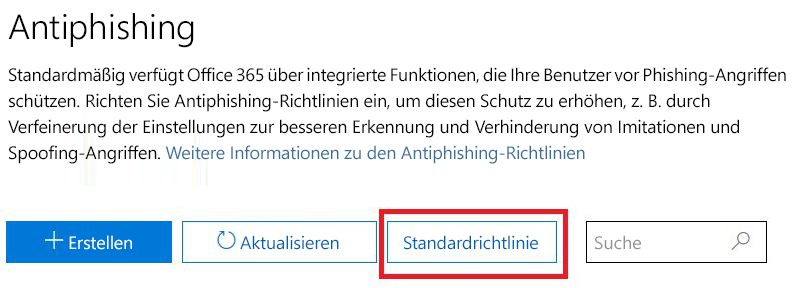 Antiphishing
Standardmäßig verfügt Office 365 über integrierte Funktionen, die Ihre Benutzer vor Phishing-Angriffen
schützen. Richten Sie Antiphishing-Richtlinien ein, um diesen Schutz zu erhöhen, z. B. durch
Verfeinerung der Einstellungen zur besseren Erkennung und Verhinderung von Imitationen und
Spoofing-Angriffen. Weitere Informationen zu den Antiphishing-Richtlinien
Erstellen Aktualisieren Standardrichtlinie Suche